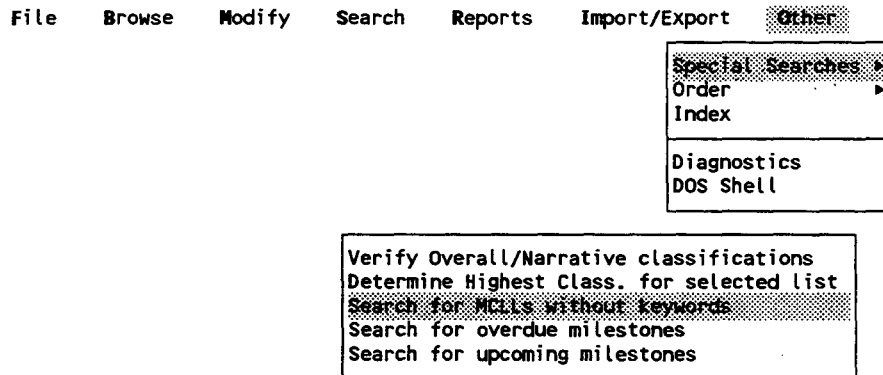 File Browse Modify Search Reports Import/Export Other
Special Searches ▶
Order ▶
Index
Diagnostics
DOS Shell
Verify Overall/Narrative classifications
Determine Highest Class. for selected list
Search for MCLLs without keywords
Search for overdue milestones
Search for upcoming milestones